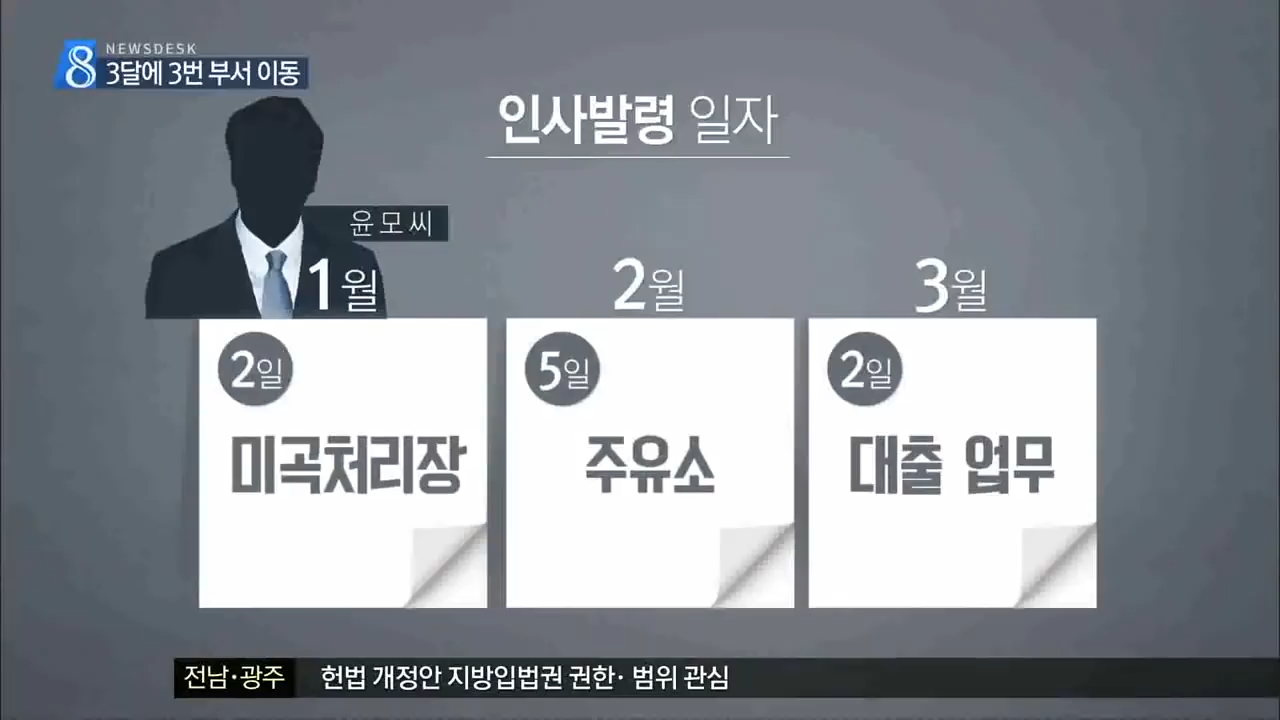 8 NEWSDESK
3달에 3번 부서 이동
인사발령 일자
윤모씨
1월
2월
3월
2일
5일
2일
미곡처리장
주유소
대출 업무
전남·광주 헌법 개정안 지방입법권 권한· 범위 관심